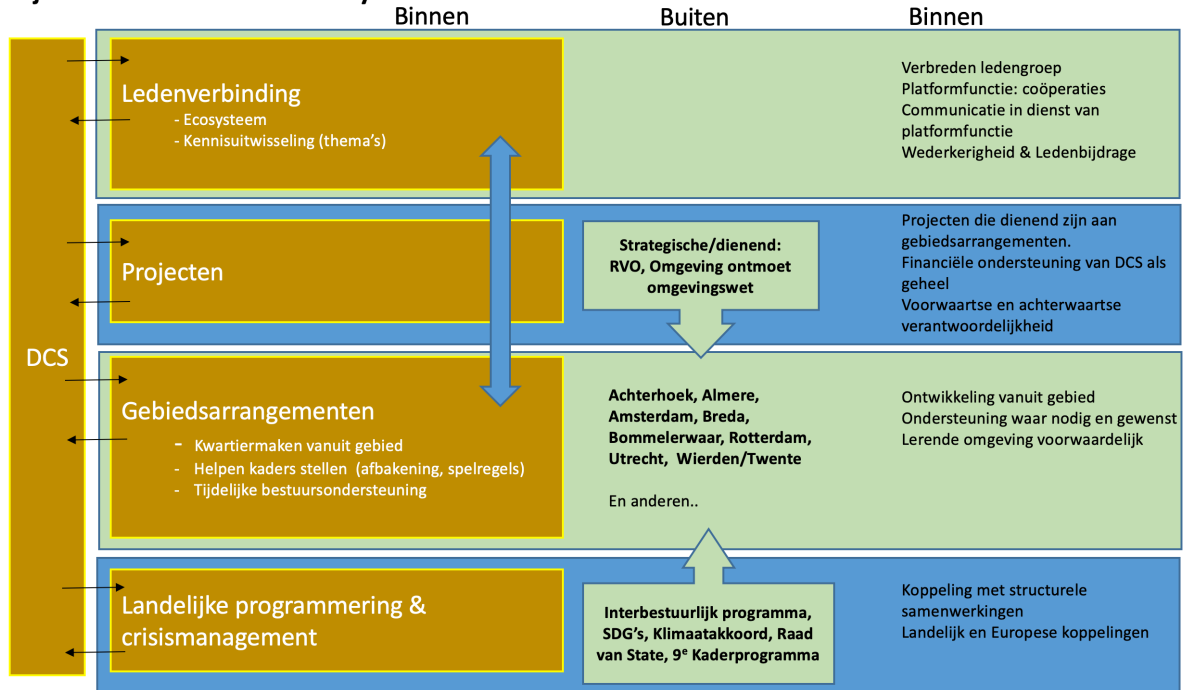 Binnen
Buiten
Binnen
DCS
Ledenverbinding
- Ecosysteem
- Kennisuitwisseling (thema's)
Verbreden ledengroep
Platformfunctie: coöperaties
Communicatie in dienst van
platformfunctie
Wederkerigheid & Ledenbijdrage
Projecten
Strategische/dienend:
RVO, Omgeving ontmoet
omgevingswet
Projecten die dienend zijn aan
gebiedsarrangementen.
Financiële ondersteuning van DCS als
geheel
Voorwaartse en achterwaartse
verantwoordelijkheid
Gebiedsarrangementen
- Kwartiermaken vanuit gebied
- Helpen kaders stellen (afbakening, spelregels)
- Tijdelijke bestuursondersteuning
Achterhoek, Almere,
Amsterdam, Breda,
Bommelerwaar, Rotterdam,
Utrecht, Wierden/Twente
En anderen..
Ontwikkeling vanuit gebied
Ondersteuning waar nodig en gewenst
Lerende omgeving voorwaardelijk
Landelijke programmering &
crisismanagement
Interbestuurlijk programma,
SDG's, Klimaatakkoord, Raad
van State, 9e Kaderprogramma
Koppeling met structurele
samenwerkingen
Landelijk en Europese koppelingen